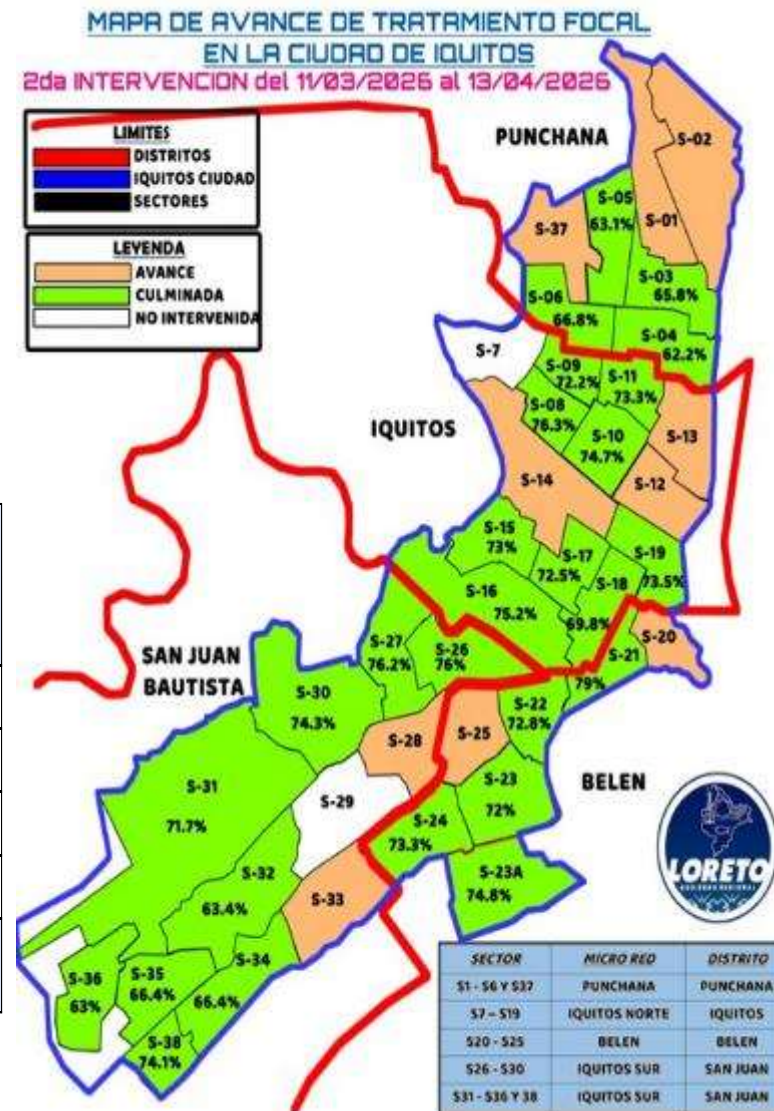 MAPA DE AVANCE DE TRATAMIENTO FOCAL
EN LA CIUDAD DE IQUITOS
2da INTERVENCION del 11/03/2025 al 13/04/2025
LIMITES
DISTRITOS
IQUITOS CIUDAD
SECTORES
LEYENDA
AVANCE
CULMINADA
NO INTERVENIDA
PUNCHANA
S-02
S-05
63.1%
S-37
S-01
S-03
65.8%
S-06
66.8%
S-04
62.2%
S-7
S-09
72.2%
S-11
73.3%
S-08
76.3%
IQUITOS
S-10
74.7%
S-13
S-14
S-12
S-15
73%
S-17
72.5%
S-19
73.5%
S-18
69.8%
S-16
75.2%
S-20
S-21
79%
S-27
76.2%
S-26
76%
SAN JUAN
BAUTISTA
S-30
74.3%
S-22
72.8%
S-28
S-25
BELEN
S-31
71.7%
S-29
S-23
72%
S-24
73.3%
S-32
63.4%
S-23A
74.8%
S-33
S-34
66.4%
S-36
63%
S-35
66.4%
S-38
74.1%
LORETO
GOBIERNO REGIONAL
SECTOR MICRO RED DISTRITO
S1 - S6 Y S37 PUNCHANA PUNCHANA
S7 - S19 IQUITOS NORTE IQUITOS
S20 - S25 BELEN BELEN
S26 - S30 IQUITOS SUR SAN JUAN
S31 - S36 Y 38 IQUITOS SUR SAN JUAN